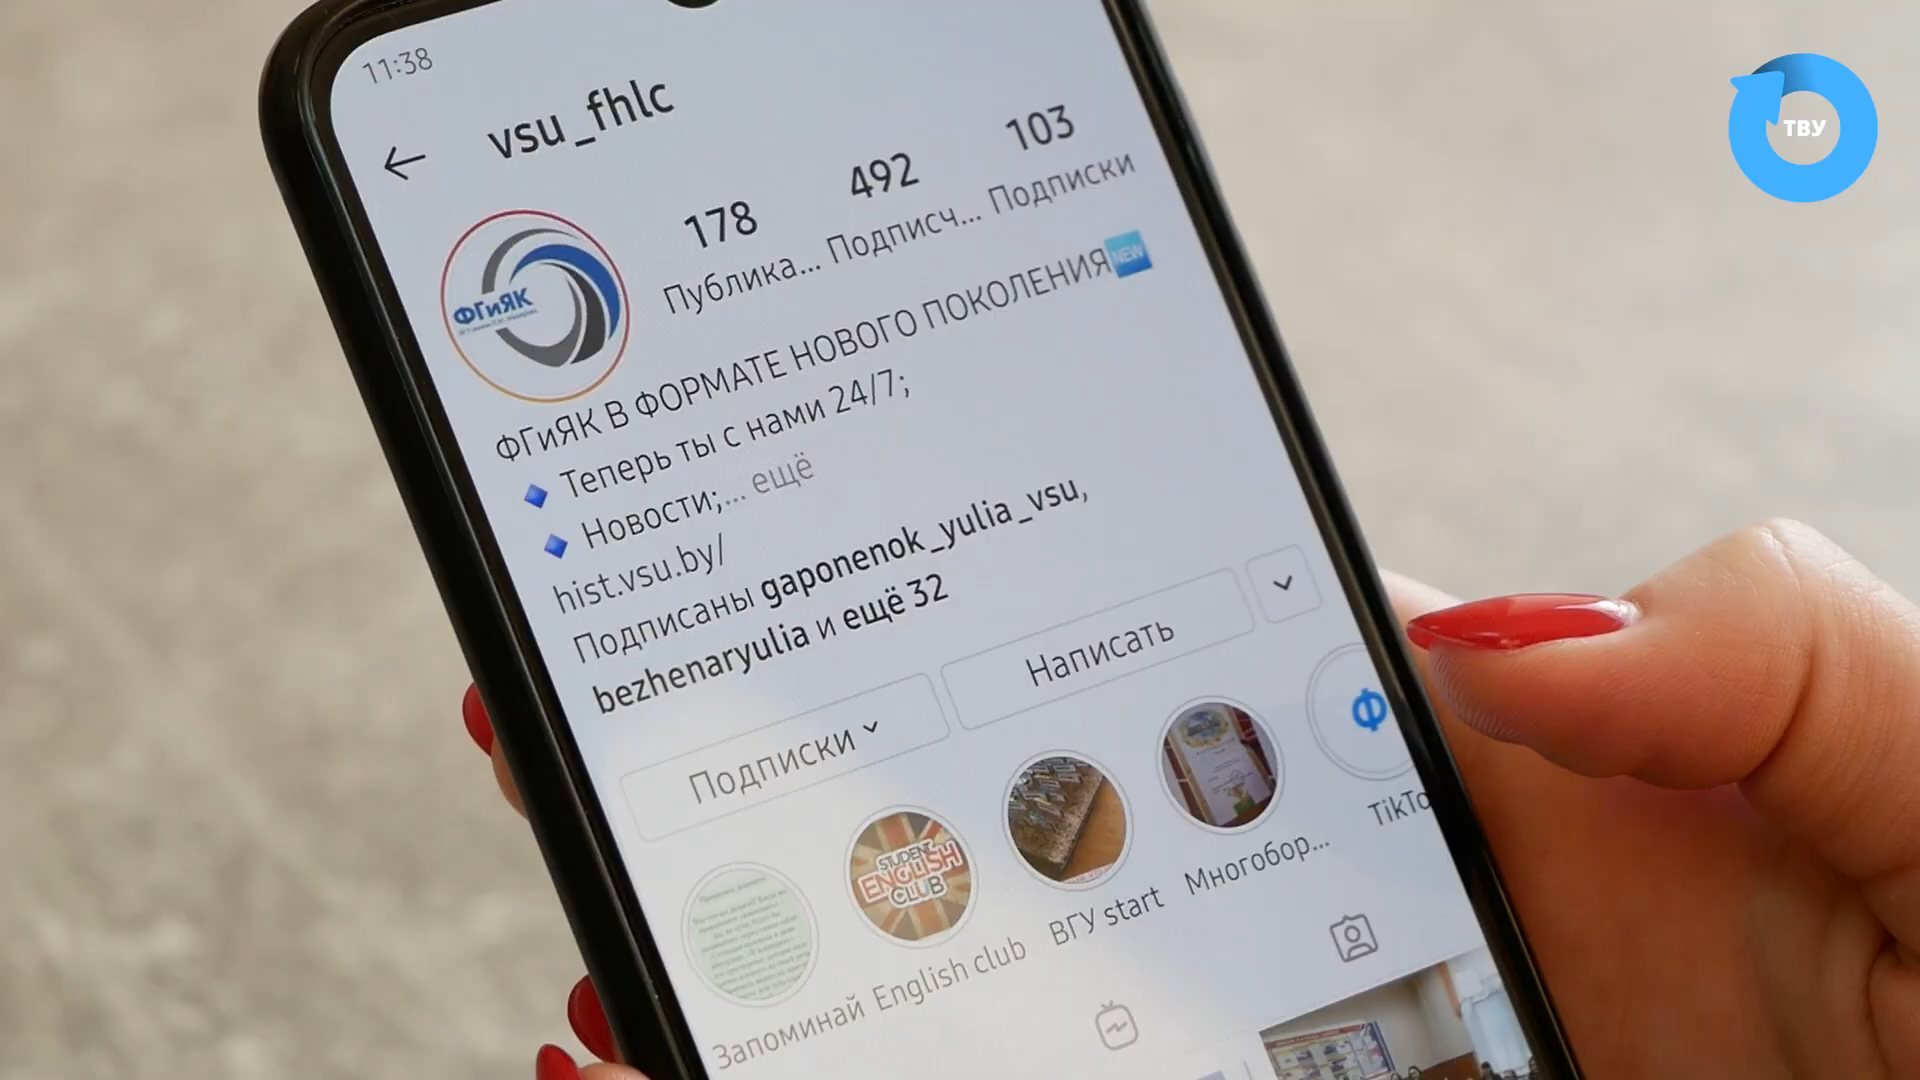 11:38
ТВУ
vsu_fhlc
178
492
103
Публика...
Подписч...
Подписки
ФГиЯК
ФГиЯК В ФОРМАТЕ НОВОГО ПОКОЛЕНИЯ NEW
Теперь ты с нами 24/7;
Новости;... ещё
hist.vsu.by/
Подписаны gaponenok_yulia_vsu,
bezhenaryulia и ещё 32
Подписки
Написать
STUDENT
ENGLISH
CLUB
Ф
Запоминай
English club
ВГУ start
Многобор...
TikTo